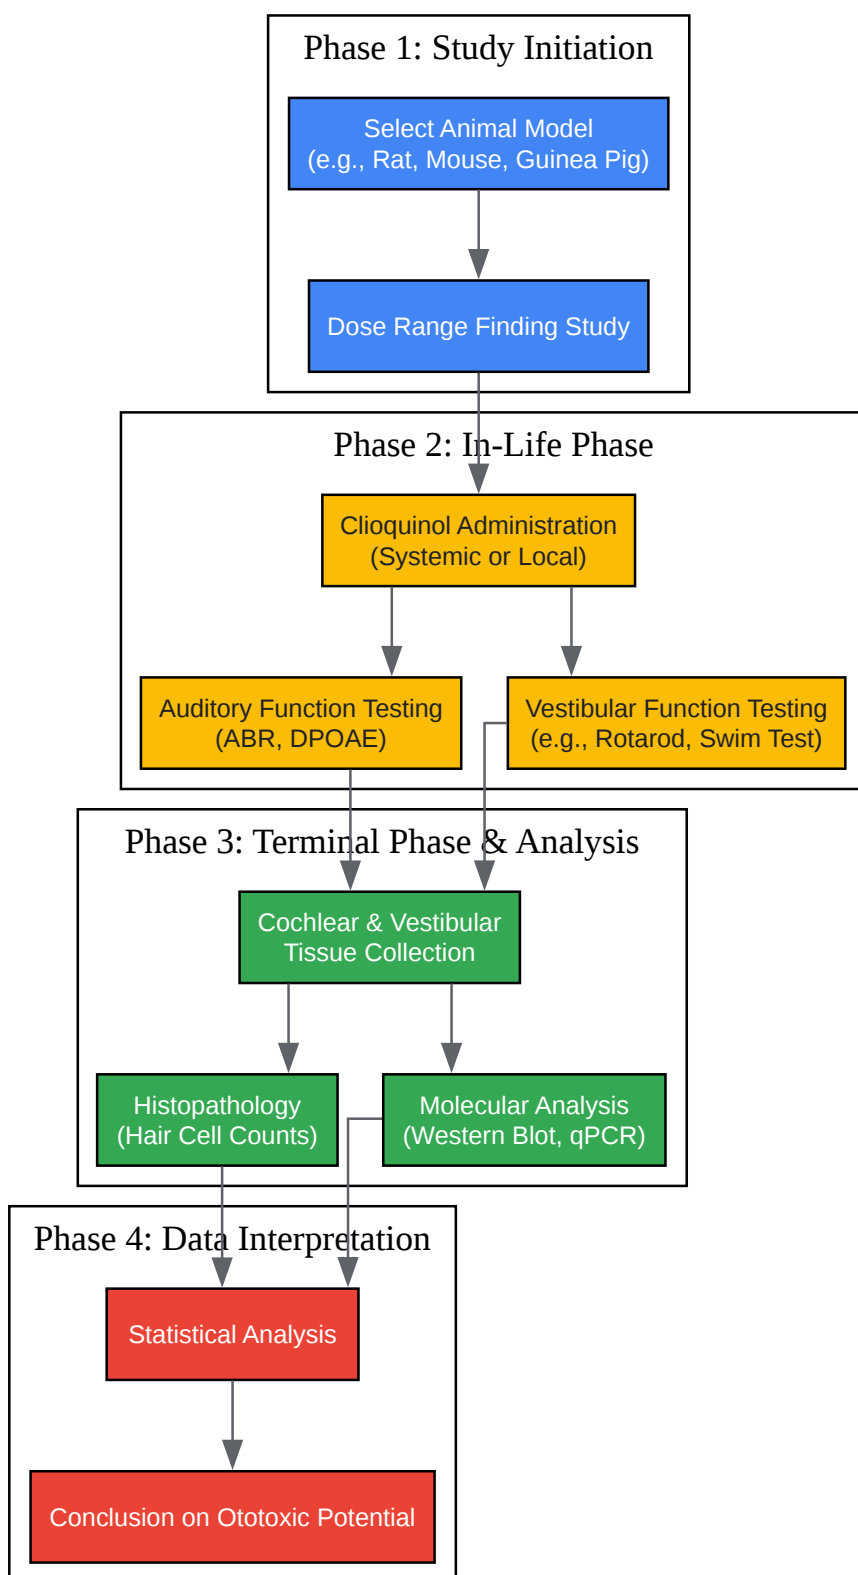 Phase 1: Study Initiation
Select Animal Model
(e.g., Rat, Mouse, Guinea Pig)
Dose Range Finding Study
Phase 2: In-Life Phase
Clioquinol Administration
(Systemic or Local)
Auditory Function Testing
(ABR, DPOAE)
Vestibular Function Testing
(e.g., Rotarod, Swim Test)
Phase 3: Terminal Phase & Analysis
Cochlear & Vestibular
Tissue Collection
Histopathology
(Hair Cell Counts)
Molecular Analysis
(Western Blot, qPCR)
Phase 4: Data Interpretation
Statistical Analysis
Conclusion on Ototoxic Potential